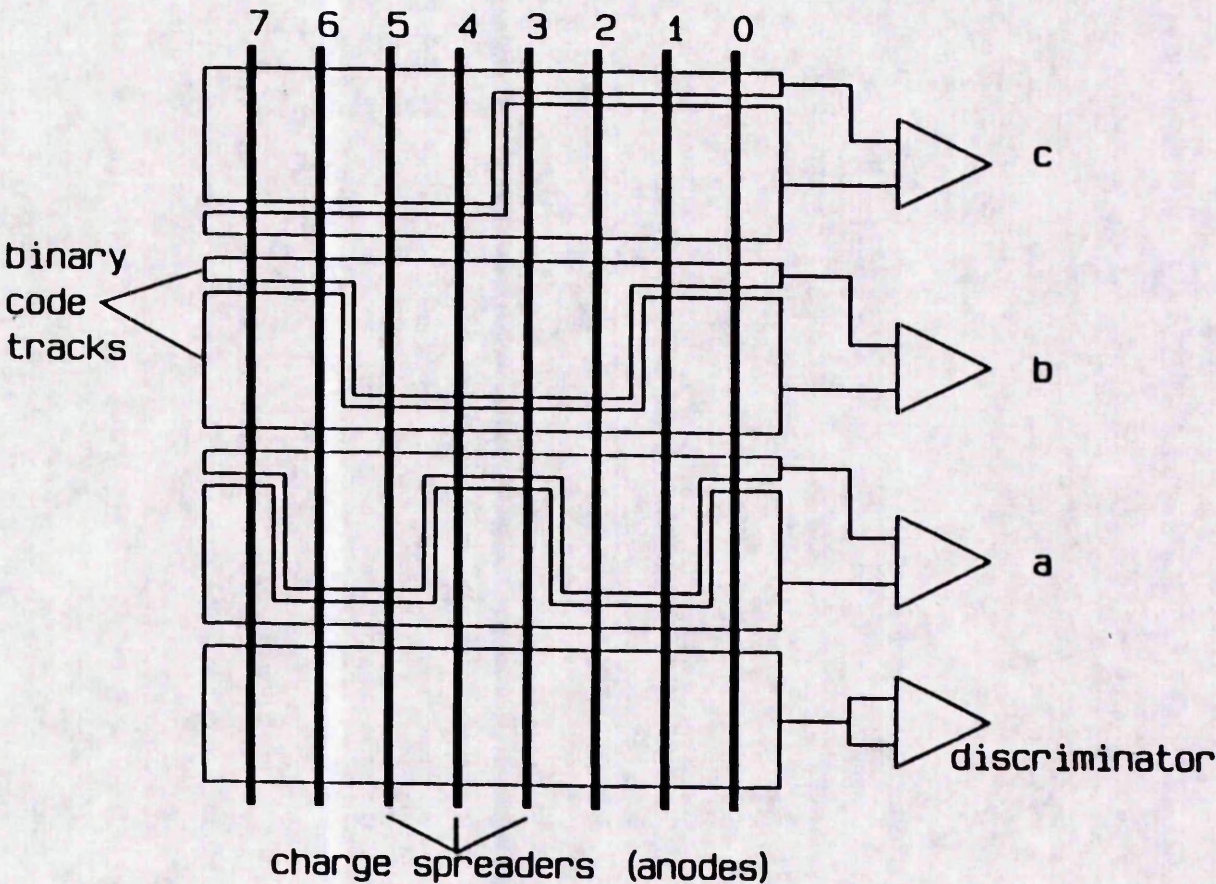 7 6 5 4 3 2 1 0
c
binary
code
tracks
b
a
discriminator
charge spreaders (anodes)